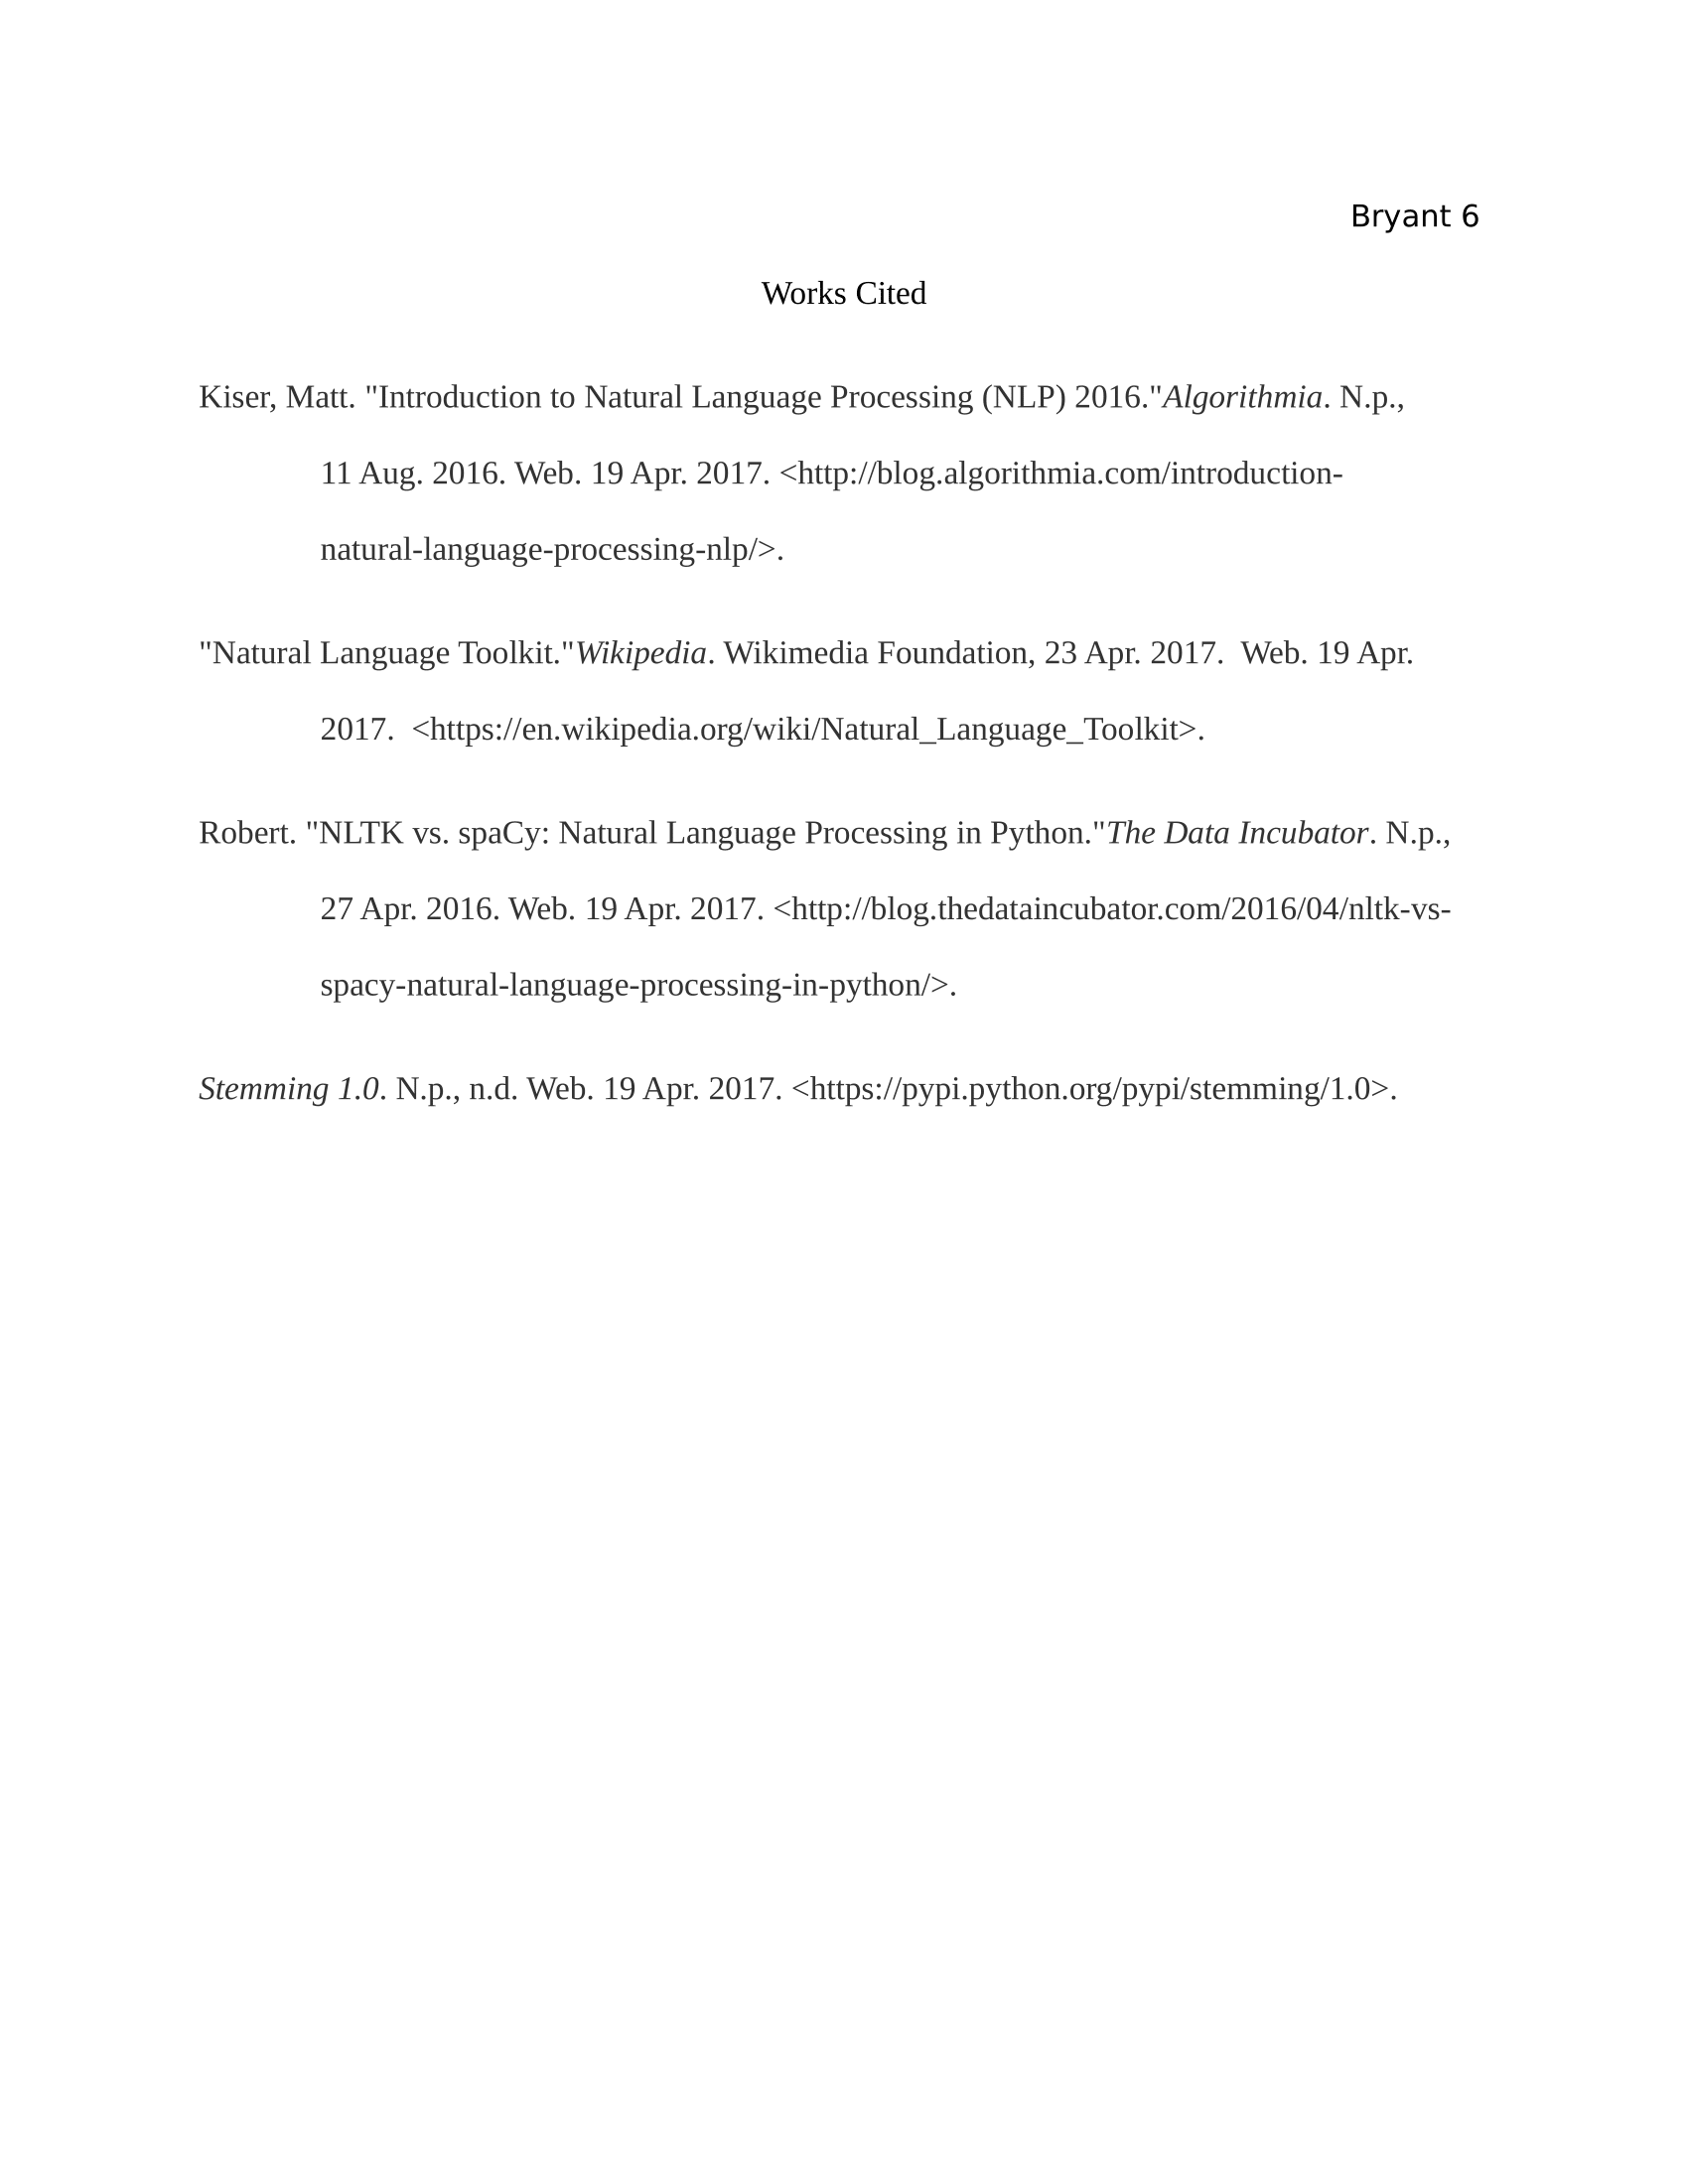 Bryant 6
Works Cited
Kiser, Matt. "Introduction to Natural Language Processing (NLP) 2016."Algorithmia. N.p.,
11 Aug. 2016. Web. 19 Apr. 2017. <http://blog.algorithmia.com/introduction-
natural-language-processing-nlp/>.
"Natural Language Toolkit."Wikipedia. Wikimedia Foundation, 23 Apr. 2017.  Web. 19 Apr.
2017.  <https://en.wikipedia.org/wiki/Natural_Language_Toolkit>.
Robert. "NLTK vs. spaCy: Natural Language Processing in Python."The Data Incubator. N.p.,
27 Apr. 2016. Web. 19 Apr. 2017. <http://blog.thedataincubator.com/2016/04/nltk-vs-
spacy-natural-language-processing-in-python/>.
Stemming 1.0. N.p., n.d. Web. 19 Apr. 2017. <https://pypi.python.org/pypi/stemming/1.0>.